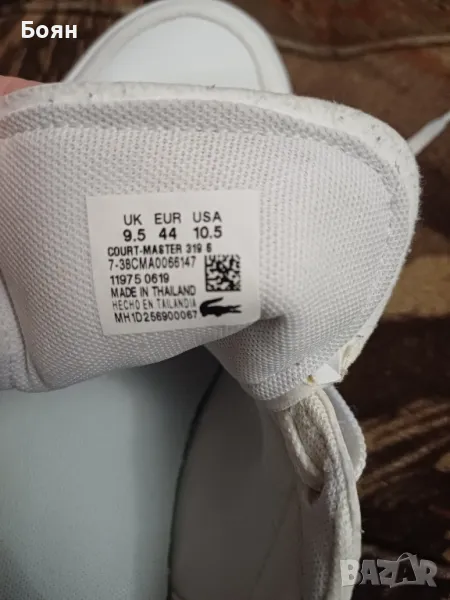 Боян
UK EUR USA
9.5 44 10.5
COURT-MASTER 319 6
7-38CMA0066147
11975 0619
MADE IN THAILAND
HECHO EN TAILANDIA
MH1D256900067
BAZAR